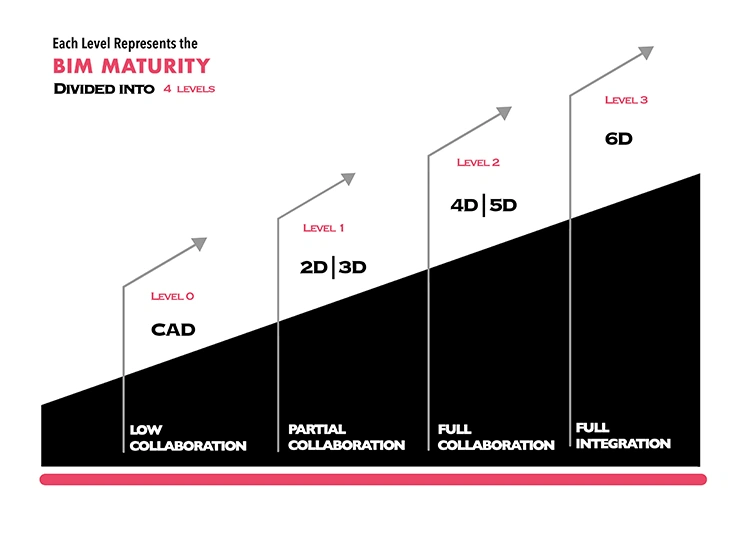 Each Level Represents the
BIM MATURITY
DIVIDED INTO 4 LEVELS
LEVEL 3
6D
LEVEL 2
4D|5D
LEVEL 1
2D|3D
LEVEL 0
CAD
LOW
COLLABORATION
PARTIAL
COLLABORATION
FULL
COLLABORATION
FULL
INTEGRATION